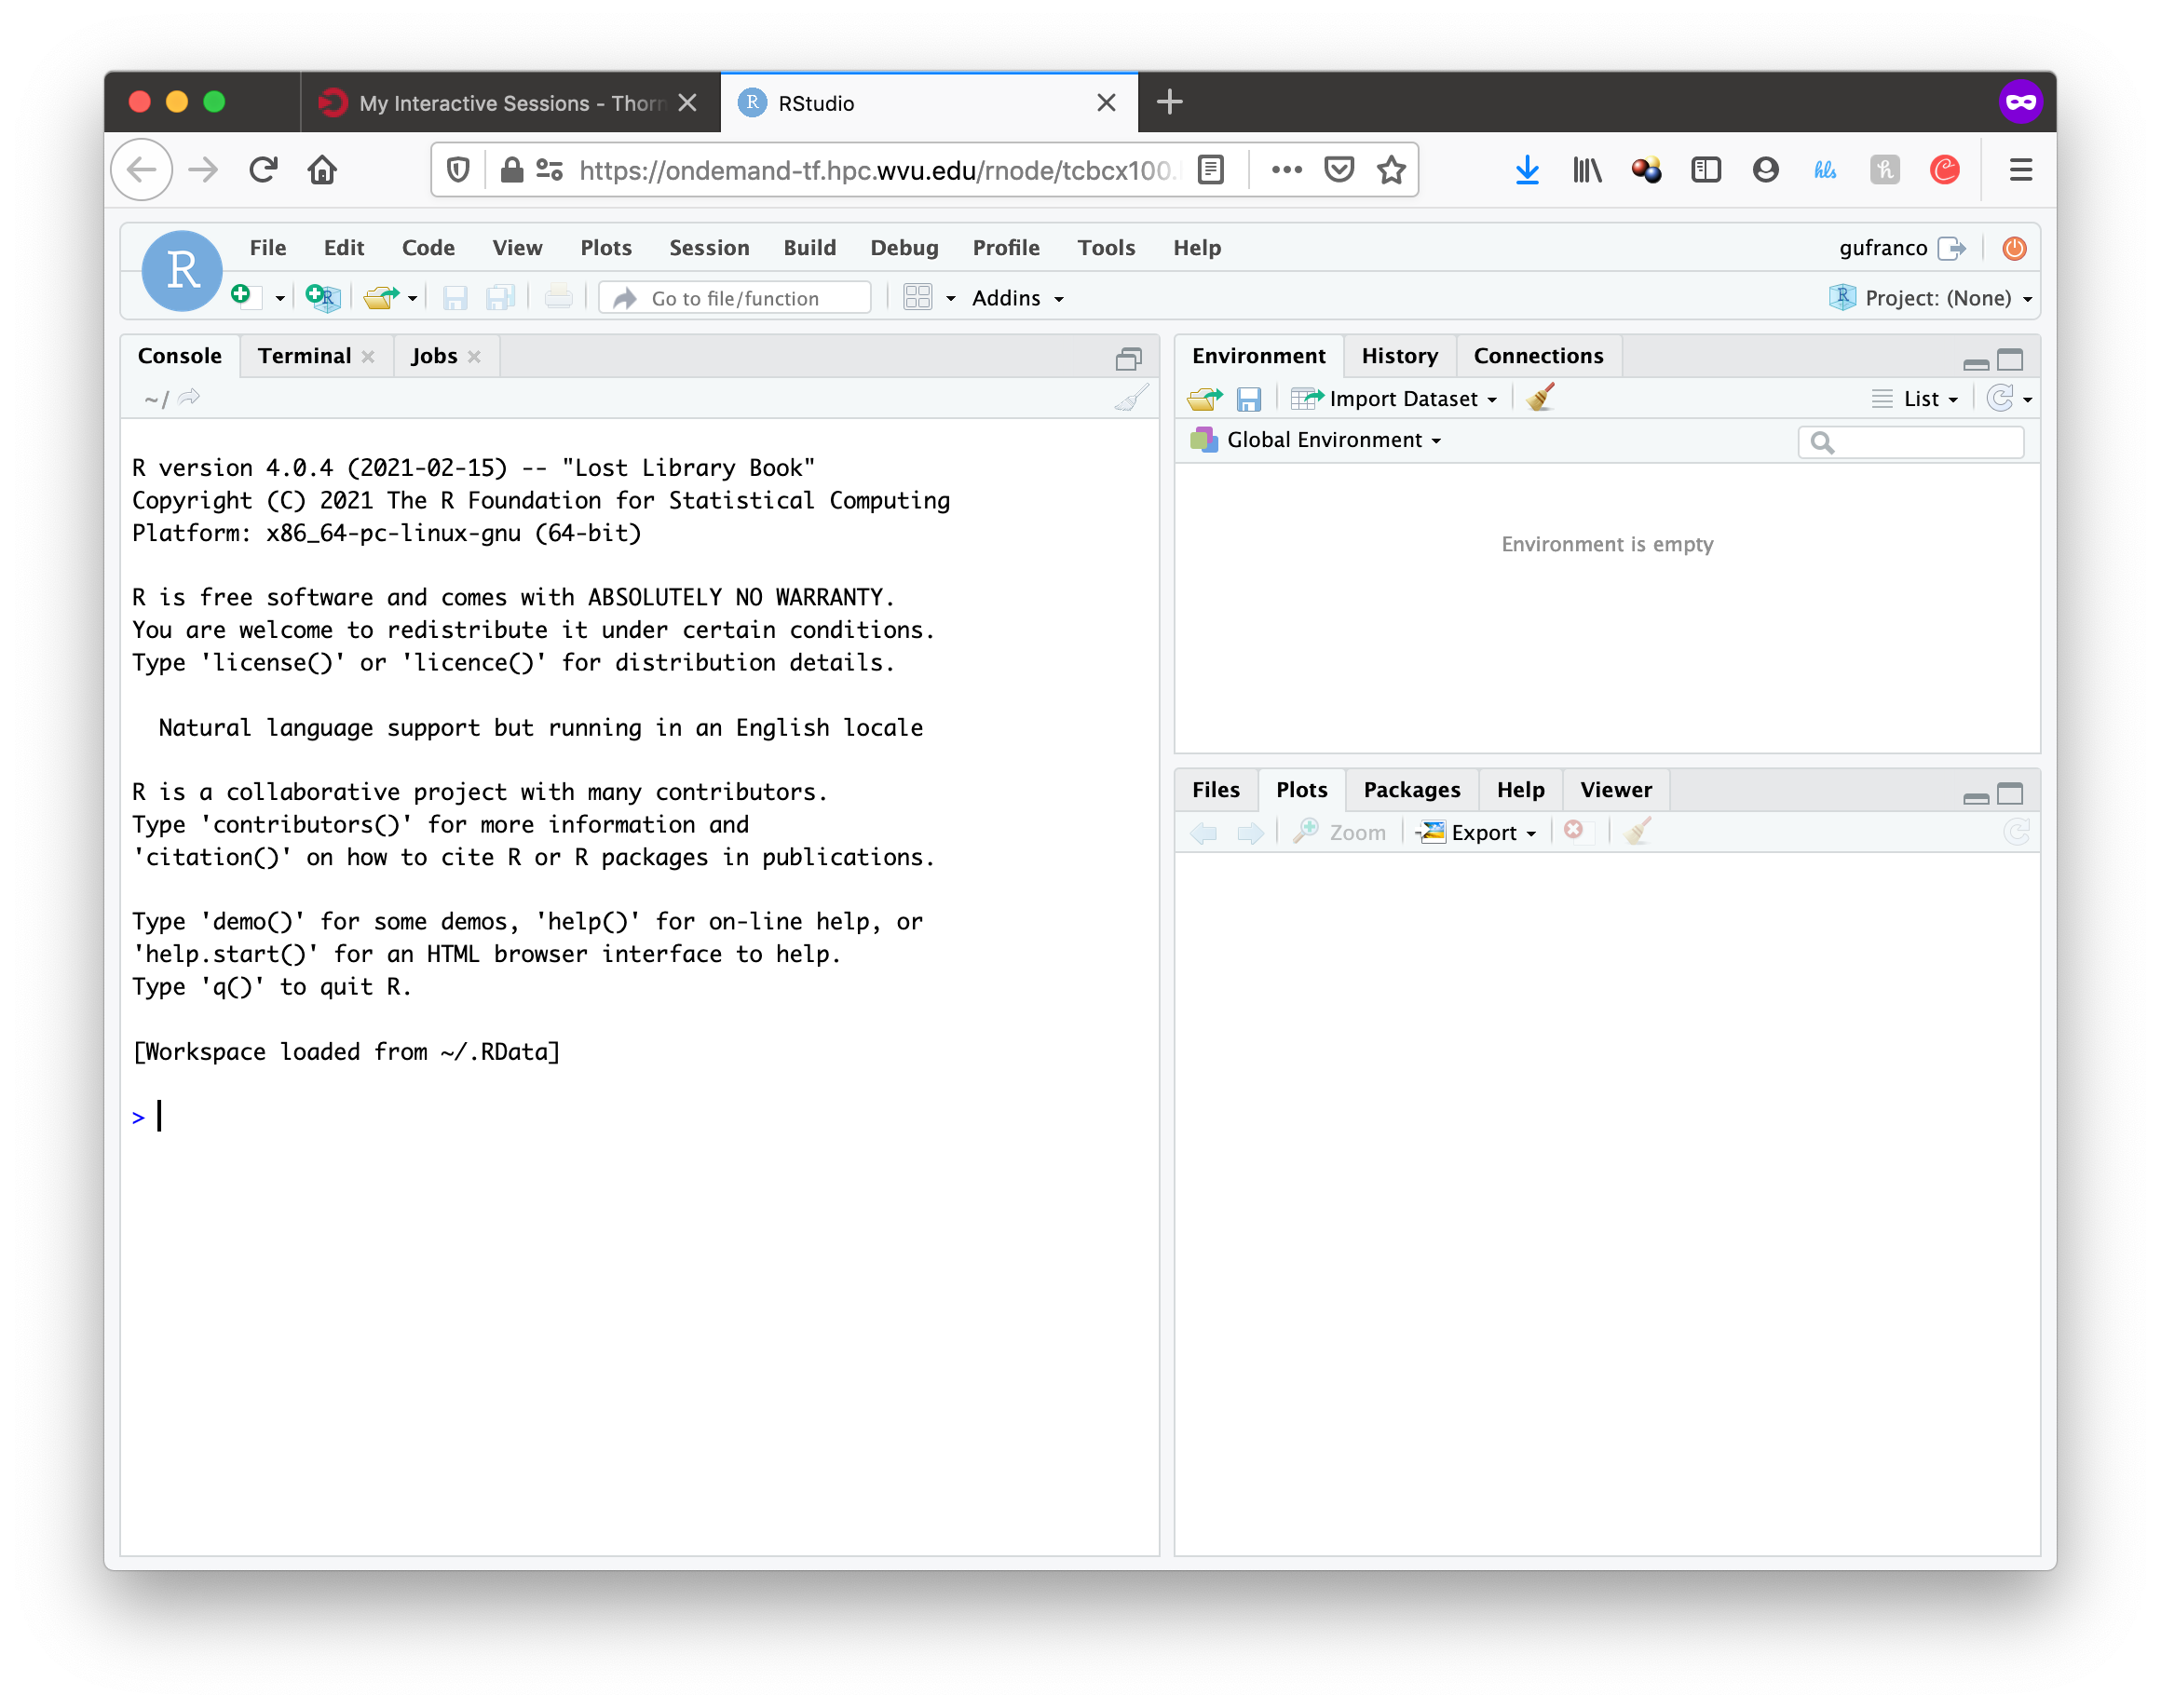 My Interactive Sessions - Thorn
RStudio
https://ondemand-tf.hpc.wvu.edu/rnode/tcbcx100.
hls
h
R
File Edit Code View Plots Session Build Debug Profile Tools Help
gufranco
Go to file/function
Addins
Project: (None)
Console Terminal Jobs
~/
R version 4.0.4 (2021-02-15) -- "Lost Library Book"
Copyright (C) 2021 The R Foundation for Statistical Computing
Platform: x86_64-pc-linux-gnu (64-bit)
R is free software and comes with ABSOLUTELY NO WARRANTY.
You are welcome to redistribute it under certain conditions.
Type 'license()' or 'licence()' for distribution details.
Natural language support but running in an English locale
R is a collaborative project with many contributors.
Type 'contributors()' for more information and
'citation()' on how to cite R or R packages in publications.
Type 'demo()' for some demos, 'help()' for on-line help, or
'help.start()' for an HTML browser interface to help.
Type 'q()' to quit R.
[Workspace loaded from ~/.RData]
>
Environment History Connections
Import Dataset
List
Global Environment
Environment is empty
Files Plots Packages Help Viewer
Zoom
Export